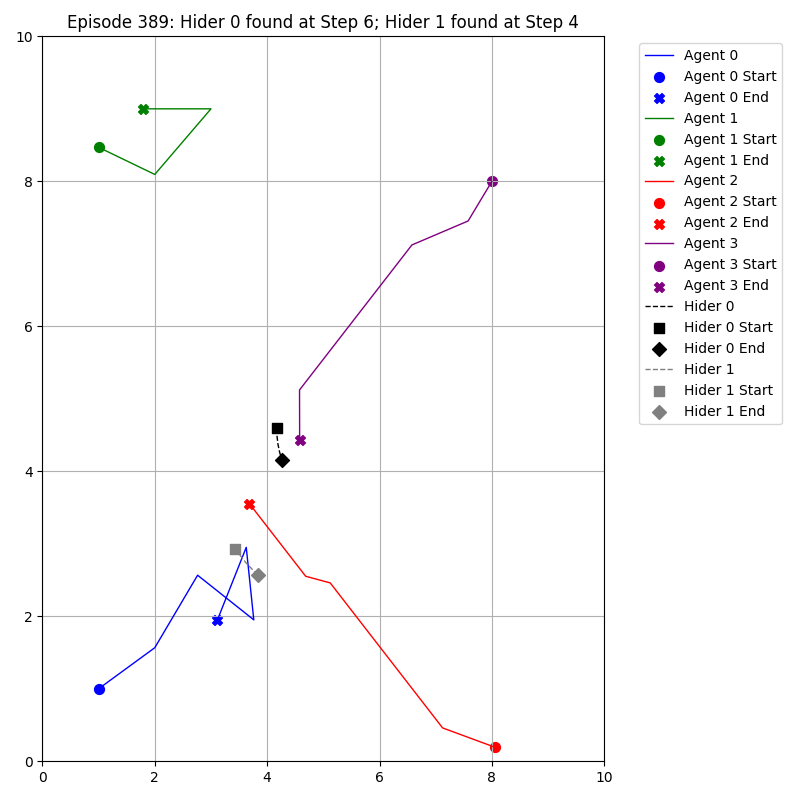 Episode 389: Hider 0 found at Step 6; Hider 1 found at Step 4
10
8
6
4
2
0
0 2 4 6 8 10
Agent 0
Agent 0 Start
Agent 0 End
Agent 1
Agent 1 Start
Agent 1 End
Agent 2
Agent 2 Start
Agent 2 End
Agent 3
Agent 3 Start
Agent 3 End
Hider 0
Hider 0 Start
Hider 0 End
Hider 1
Hider 1 Start
Hider 1 End